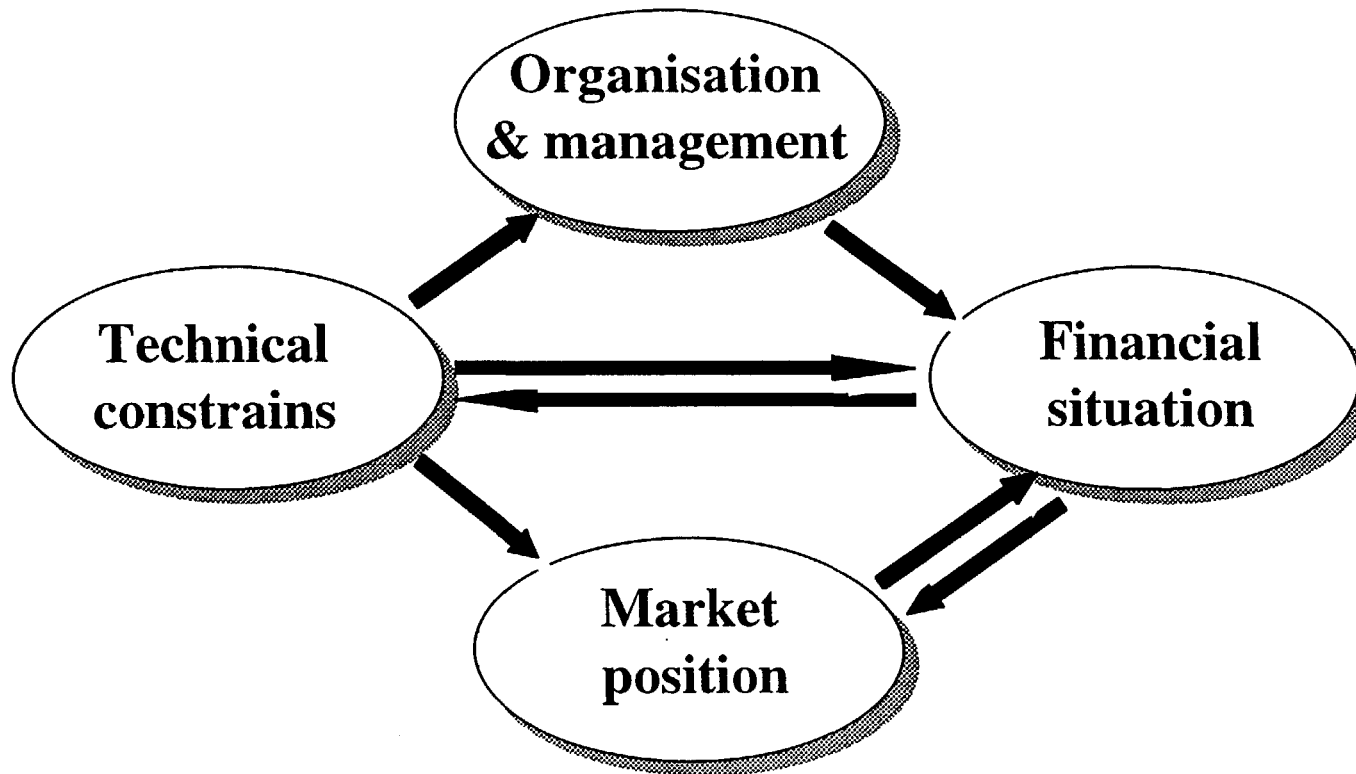 Organisation
& management
Technical
constrains
Financial
situation
Market
position